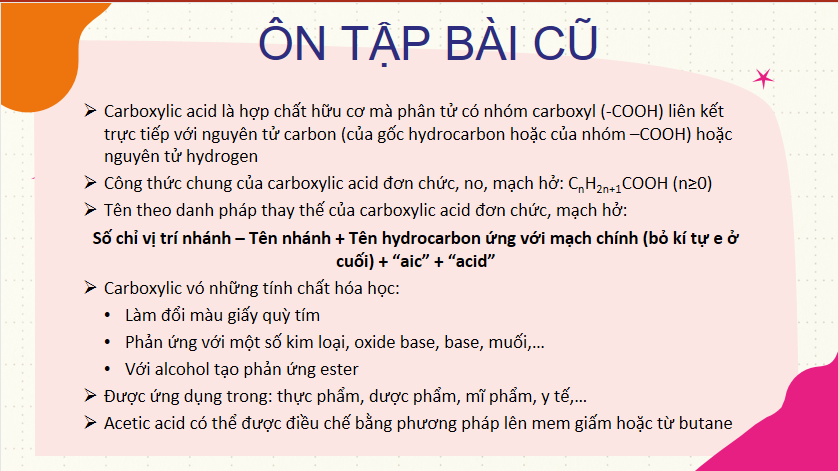 ÔN TẬP BÀI CŨ
➢ Carboxylic acid là hợp chất hữu cơ mà phân tử có nhóm carboxyl (-COOH) liên kết
trực tiếp với nguyên tử carbon (của gốc hydrocarbon hoặc của nhóm –COOH) hoặc
nguyên tử hydrogen
➢ Công thức chung của carboxylic acid đơn chức, no, mạch hở: CₙH₂ₙ₊₁COOH (n≥0)
➢ Tên theo danh pháp thay thế của carboxylic acid đơn chức, mạch hở:
Số chỉ vị trí nhánh – Tên nhánh + Tên hydrocarbon ứng với mạch chính (bỏ kí tự e ở
cuối) + “aic” + “acid”
➢ Carboxylic vó những tính chất hóa học:
• Làm đổi màu giấy quỳ tím
• Phản ứng với một số kim loại, oxide base, base, muối,...
• Với alcohol tạo phản ứng ester
➢ Được ứng dụng trong: thực phẩm, dược phẩm, mĩ phẩm, y tế,...
➢ Acetic acid có thể được điều chế bằng phương pháp lên mem giấm hoặc từ butane